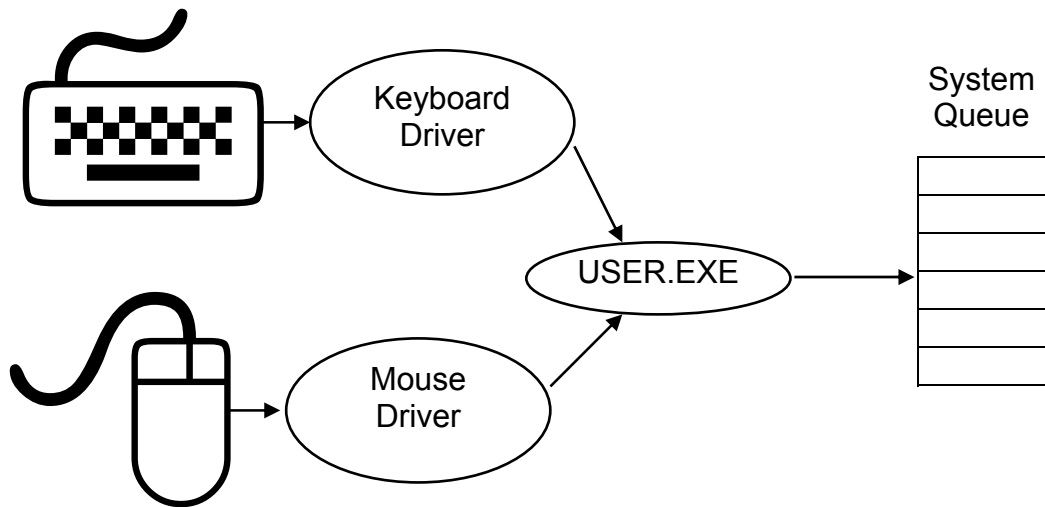 Keyboard
Driver
System
Queue
USER.EXE
Mouse
Driver